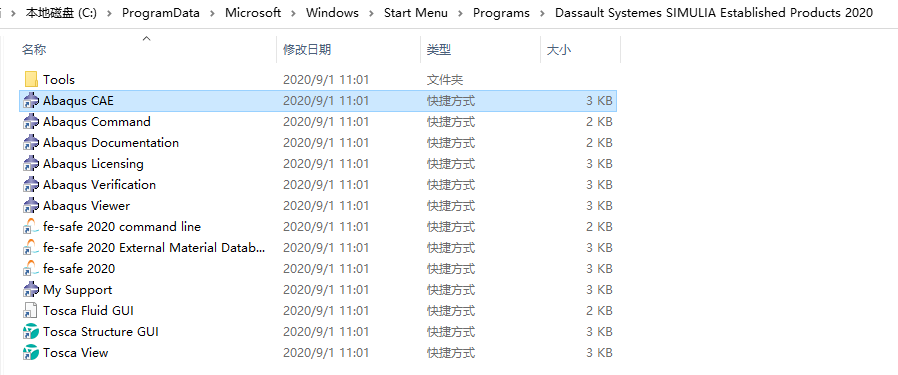 本地磁盘 (C:) > ProgramData > Microsoft > Windows > Start Menu > Programs > Dassault Systemes SIMULIA Established Products 2020
名称 修改日期 类型 大小
Tools 2020/9/1 11:01 文件夹
Abaqus CAE 2020/9/1 11:01 快捷方式 3 KB
Abaqus Command 2020/9/1 11:01 快捷方式 2 KB
Abaqus Documentation 2020/9/1 11:01 快捷方式 2 KB
Abaqus Licensing 2020/9/1 11:01 快捷方式 3 KB
Abaqus Verification 2020/9/1 11:01 快捷方式 3 KB
Abaqus Viewer 2020/9/1 11:01 快捷方式 3 KB
fe-safe 2020 command line 2020/9/1 11:01 快捷方式 2 KB
fe-safe 2020 External Material Datab... 2020/9/1 11:01 快捷方式 3 KB
fe-safe 2020 2020/9/1 11:01 快捷方式 3 KB
My Support 2020/9/1 11:01 快捷方式 3 KB
Tosca Fluid GUI 2020/9/1 11:01 快捷方式 2 KB
Tosca Structure GUI 2020/9/1 11:01 快捷方式 3 KB
Tosca View 2020/9/1 11:01 快捷方式 3 KB